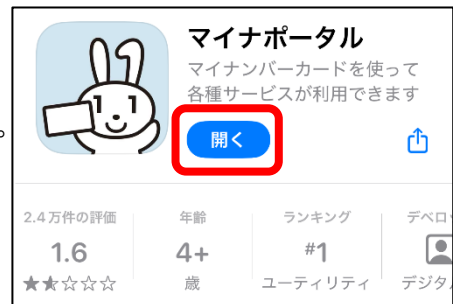 。
マイナポータル
マイナンバーカードを使って
各種サービスが利用できます
開く
2.4万件の評価
年齢
ランキング
デベロッ
1.6
4+
#1
★★☆☆☆
歳
ユーティリティ
デジタ